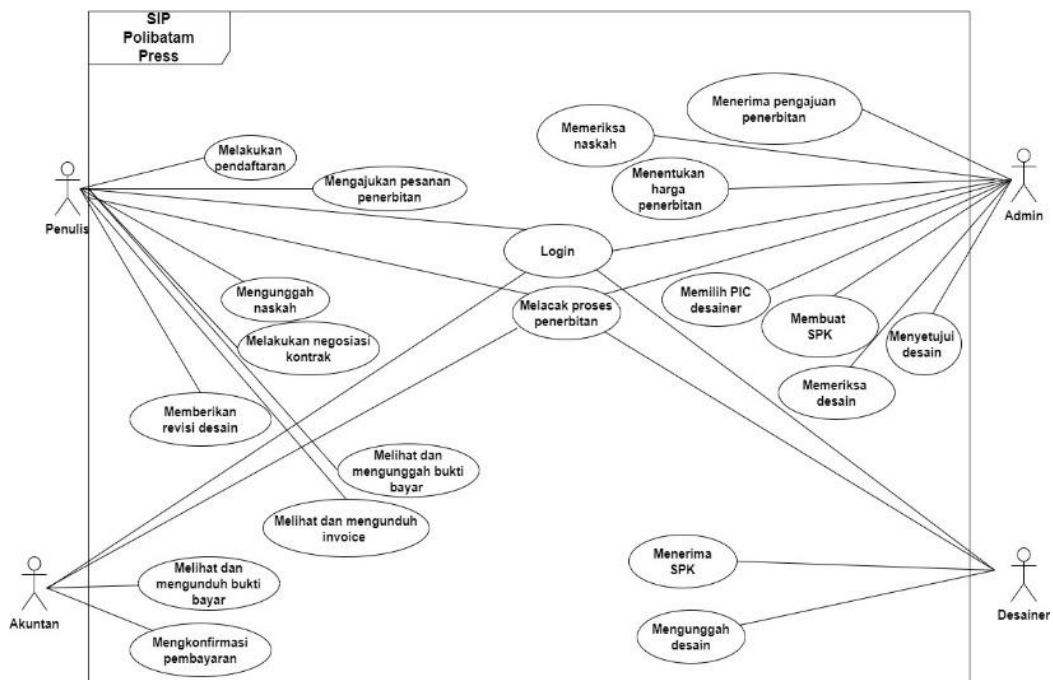 SIP
Polibatam
Press
Menerima pengajuan
penerbitan
Memeriksa
naskah
Melakukan
pendaftaran
Mengajukan pesanan
penerbitan
Menentukan
harga
penerbitan
Penulis
Admin
Login
Mengunggah
naskah
Melacak proses
penerbitan
Memilih PIC
desainer
Membuat
SPK
Menyetujui
desain
Melakukan negosiasi
kontrak
Memeriksa
desain
Memberikan
revisi desain
Melihat dan
mengunggah bukti
bayar
Melihat dan mengunduh
invoice
Menerima
SPK
Melihat dan
mengunduh bukti
bayar
Akuntan
Desainer
Mengkonfirmasi
pembayaran
Mengunggah
desain